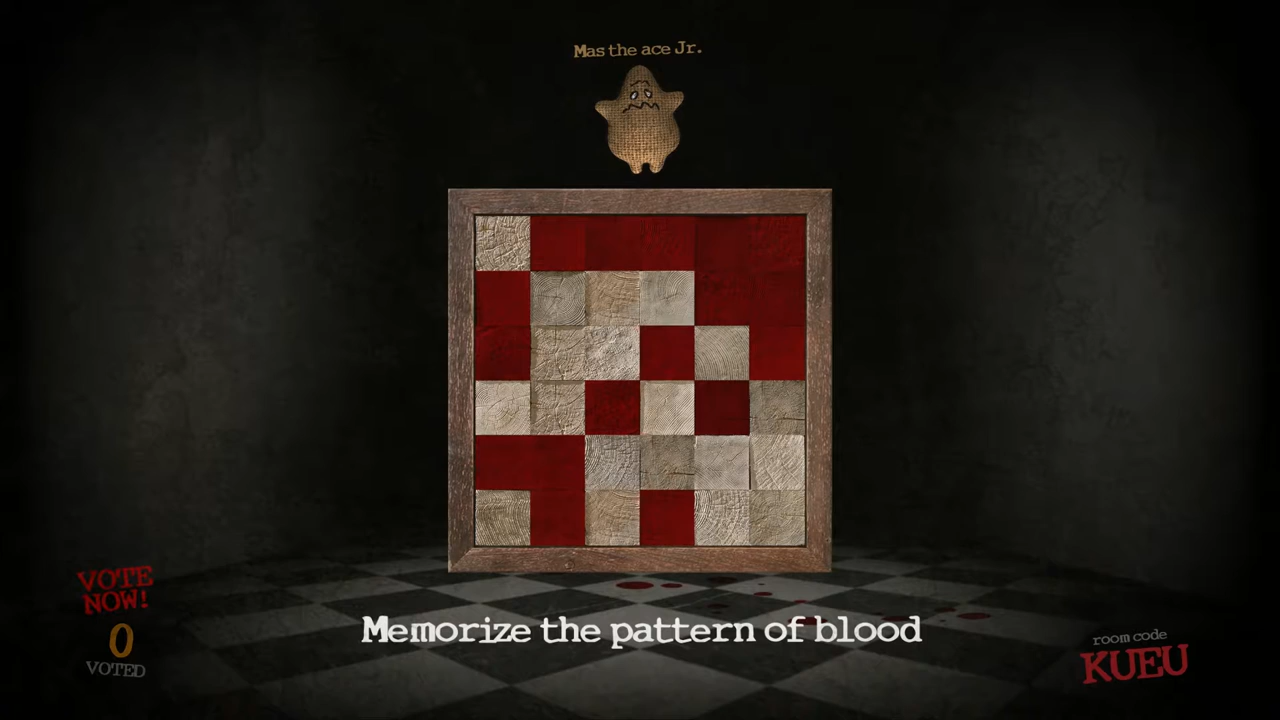 Mas the ace Jr.
VOTE
NOW!
0
VOTED
Memorize the pattern of blood
room code
KUEU